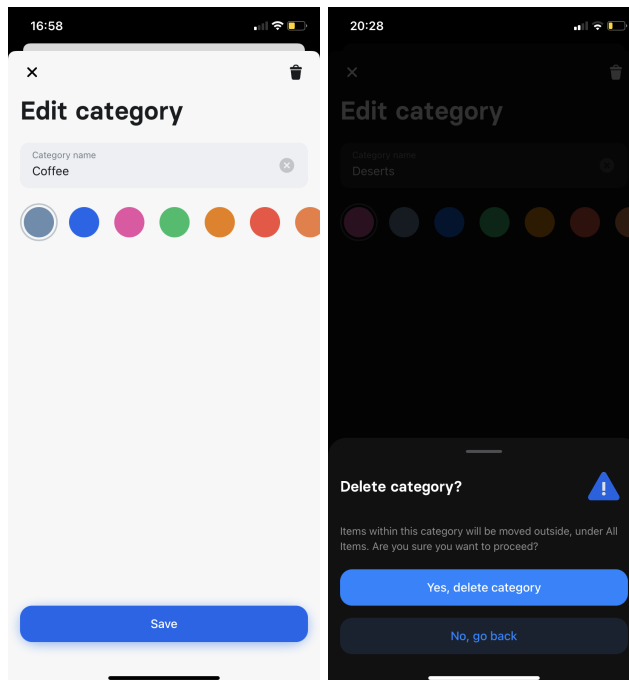 16:58
Edit category
Category name
Coffee
Save
20:28
Edit category
Category name
Deserts
Delete category?
Items within this category will be moved outside, under All
Items. Are you sure you want to proceed?
Yes, delete category
No, go back